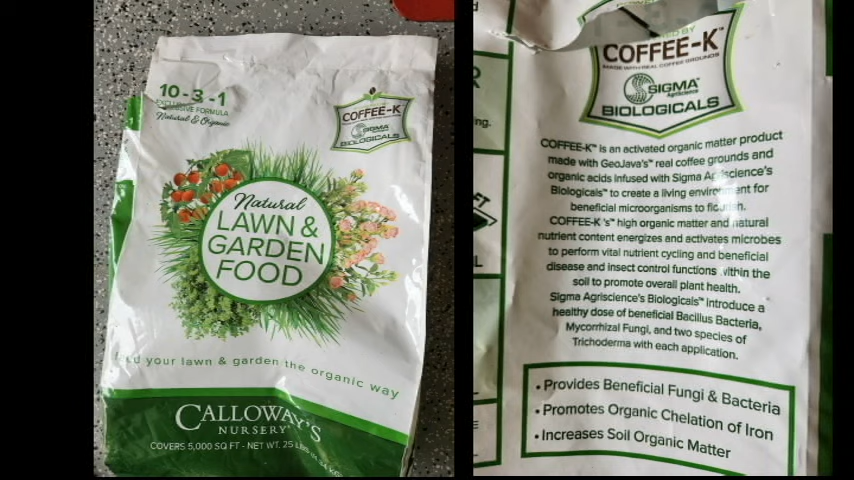 10-3-1
EXCLUSIVE FORMULA
Natural & Organic
COFFEE-K
SIGMA
BIOLOGICALS
Natural
LAWN &
GARDEN
FOOD
your lawn & garden the organic way
CALLOWAY'S
NURSERY
COVERS 5,000 SQ FT - NET WT. 25 LBS
BY
COFFEE-K™
MADE WITH REAL COFFEE GROUNDS
SIGMA™
AgriScience
BIOLOGICALS
COFFEE-K™ is an activated organic matter product
made with GeoJava's™ real coffee grounds and
organic acids infused with Sigma Agriscience's
Biologicals™ to create a living environment for
beneficial microorganisms to flourish.
COFFEE-K 's™ high organic matter and natural
nutrient content energizes and activates microbes
to perform vital nutrient cycling and beneficial
disease and insect control functions within the
soil to promote overall plant health.
Sigma Agriscience's Biologicals™ introduce a
healthy dose of beneficial Bacillus Bacteria,
Mycorrhizal Fungi, and two species of
Trichoderma with each application.
• Provides Beneficial Fungi & Bacteria
• Promotes Organic Chelation of Iron
• Increases Soil Organic Matter